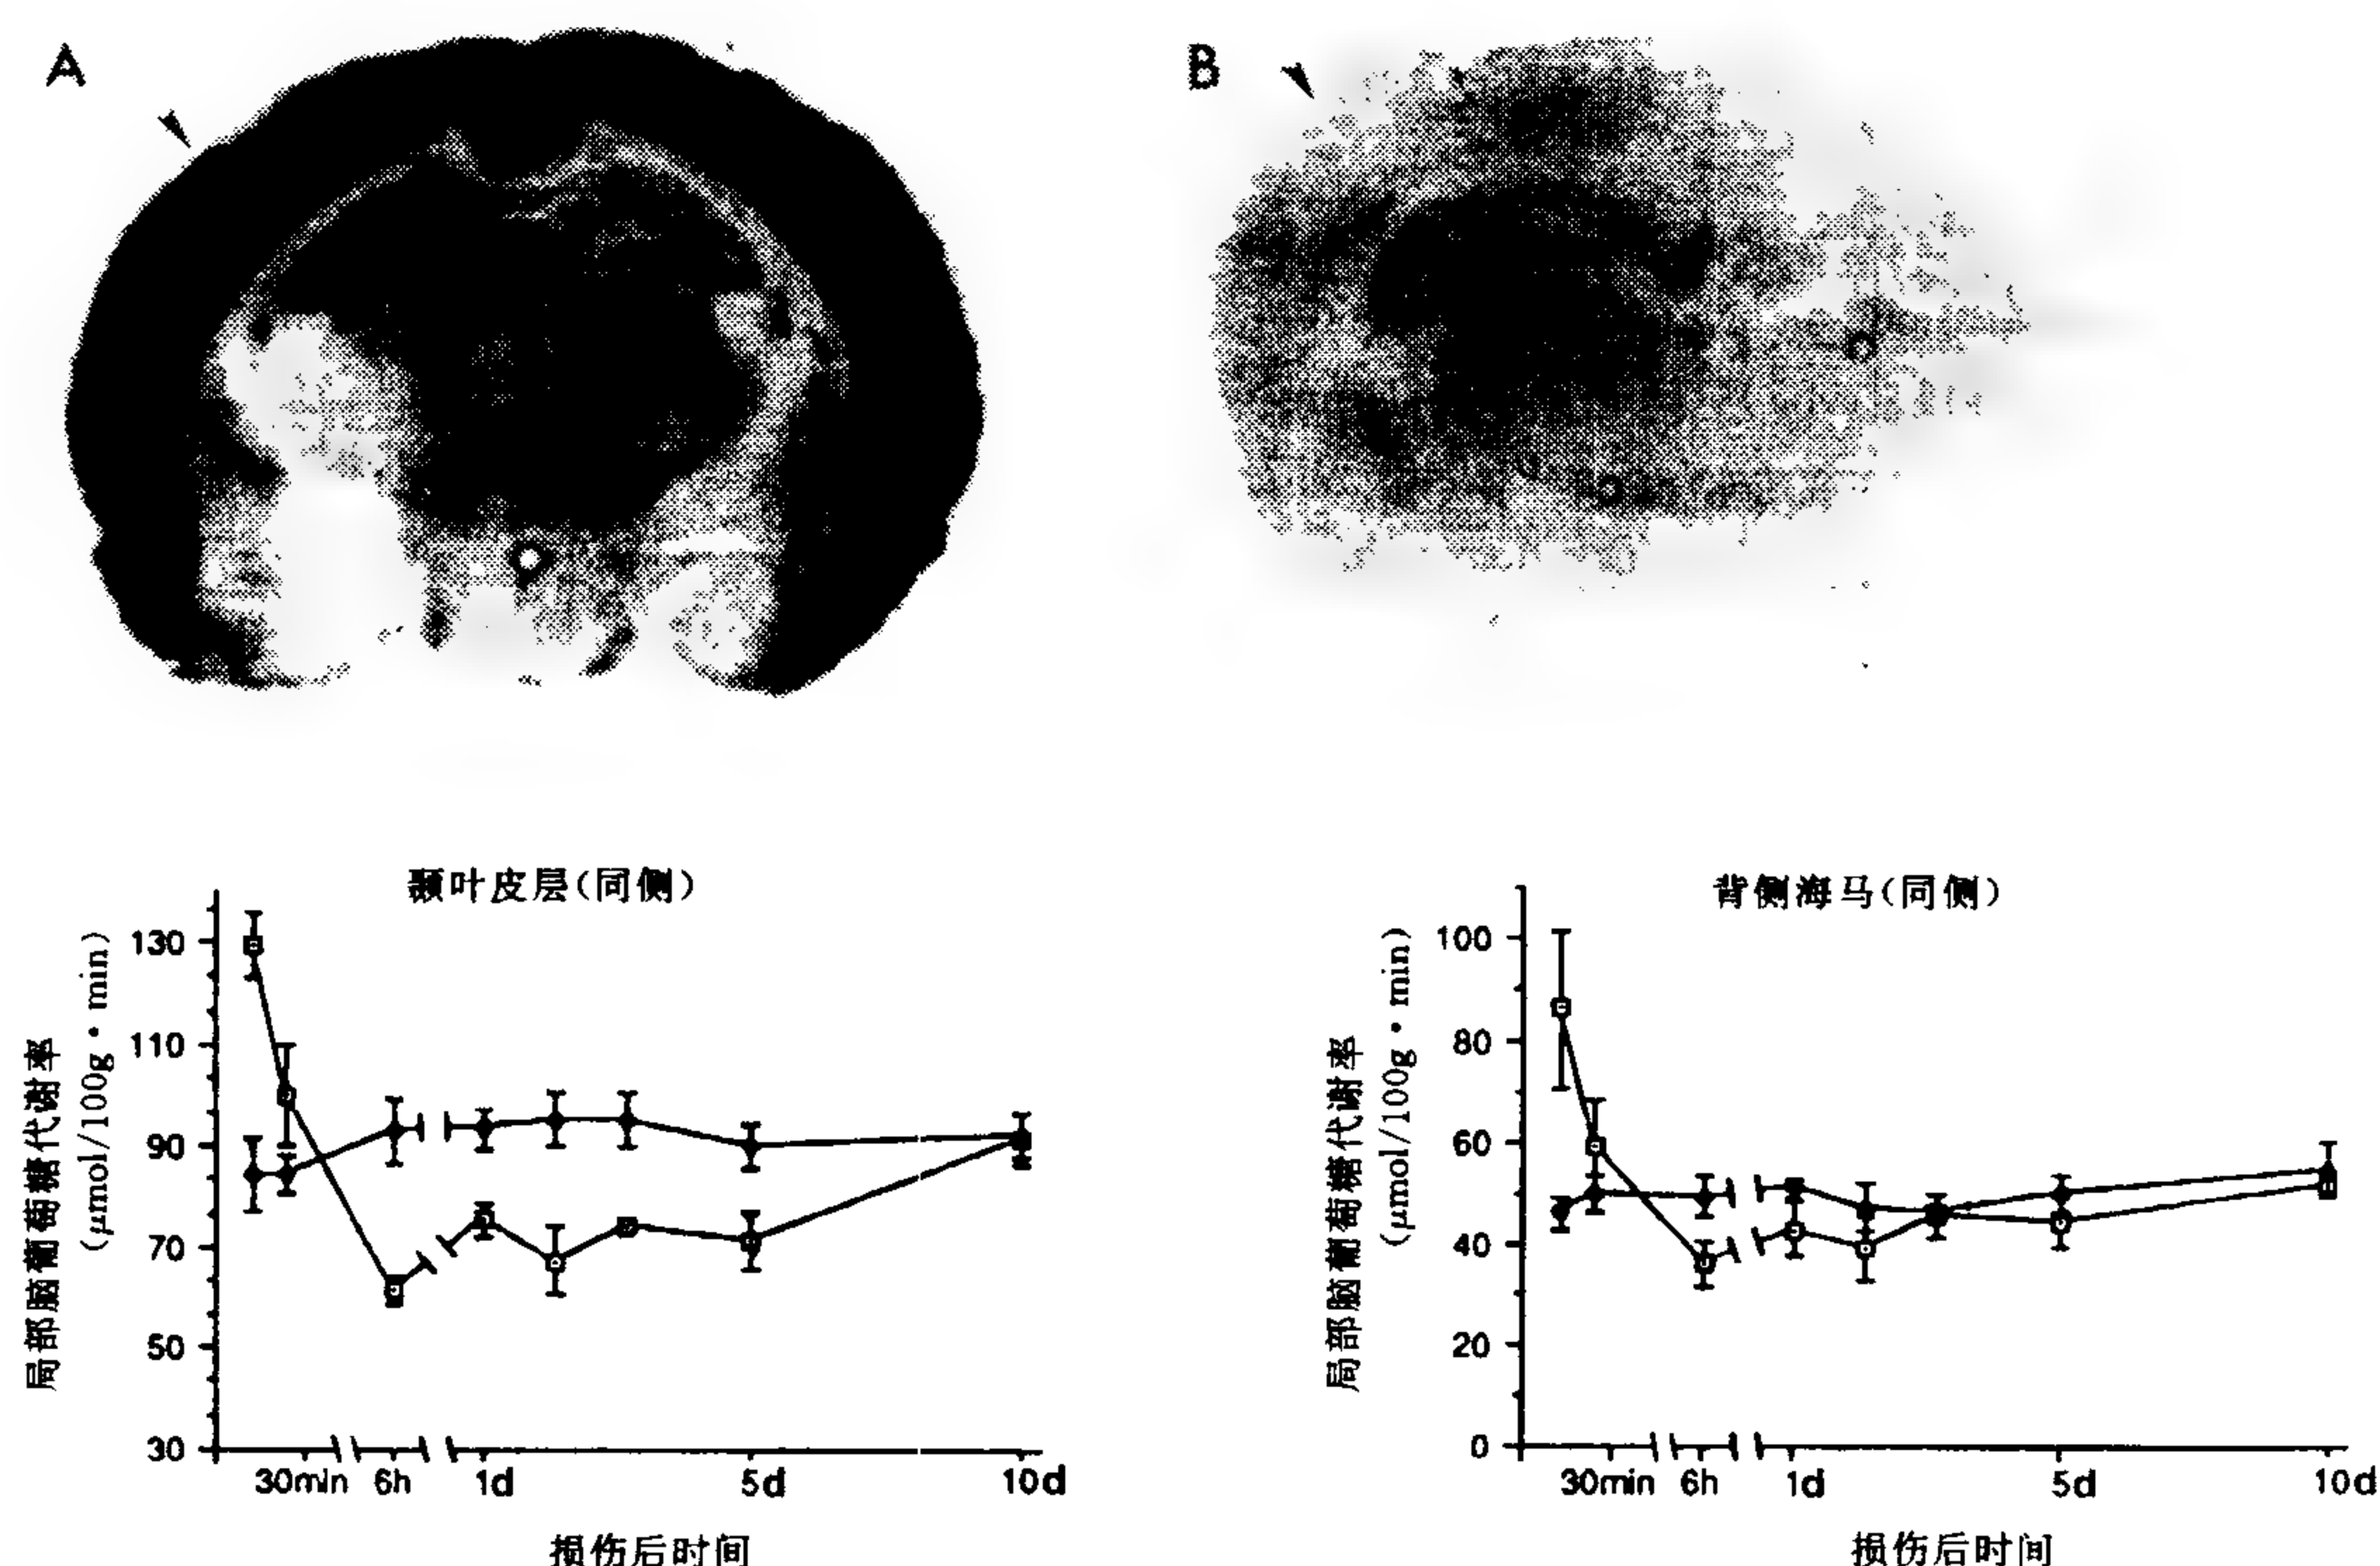 A
B
颞叶皮层(同侧)
局部脑葡萄糖代谢率
(μmol/100g·min)
130
110
90
70
50
30
30min 6h 1d 5d 10d
损伤后时间
背侧海马(同侧)
局部脑葡萄糖代谢率
(μmol/100g·min)
100
80
60
40
20
0
30min 6h 1d 5d 10d
损伤后时间